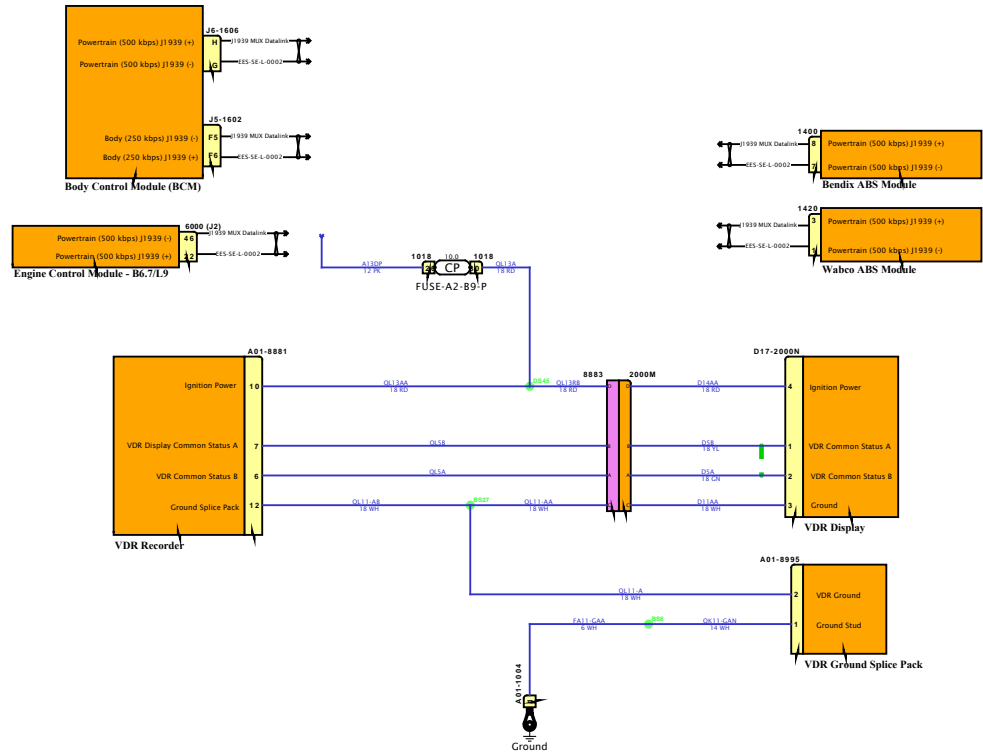 J6-1606
Powertrain (500 kbps) J1939 (+)
H
J1939 MUX Datalink
Powertrain (500 kbps) J1939 (-)
G
EES-SE-L-0002
J5-1602
Body (250 kbps) J1939 (-)
F5
J1939 MUX Datalink
Body (250 kbps) J1939 (+)
F6
EES-SE-L-0002
Body Control Module (BCM)
1400
J1939 MUX Datalink
8
Powertrain (500 kbps) J1939 (+)
EES-SE-L-0002
7
Powertrain (500 kbps) J1939 (-)
Bendix ABS Module
1420
J1939 MUX Datalink
3
Powertrain (500 kbps) J1939 (+)
EES-SE-L-0002
Powertrain (500 kbps) J1939 (-)
Wabco ABS Module
6000 (J2)
Powertrain (500 kbps) J1939 (-)
46
J1939 MUX Datalink
Powertrain (500 kbps) J1939 (+)
22
EES-SE-L-0002
Engine Control Module - B6.7/L9
A13DP
12 PK
1018
10.0
CP
1018
QL13A
18 RD
FUSE-A2-B9-P
A01-8881
Ignition Power
10
QL13AA
18 RD
DS45
QL13RB
18 RD
8883
2000M
D
D
D14AA
18 RD
D17-2000N
4
Ignition Power
VDR Display Common Status A
7
QL5B
B
B
D5B
18 YL
1
VDR Common Status A
VDR Common Status B
6
QL5A
A
A
D5A
18 GN
2
VDR Common Status B
Ground Splice Pack
12
QL11-AB
18 WH
BS27
QL11-AA
18 WH
C
C
D11AA
18 WH
3
Ground
VDR Recorder
VDR Display
A01-8995
QL11-A
18 WH
2
VDR Ground
FA11-GAA
6 WH
BS8
QK11-GAN
14 WH
1
Ground Stud
VDR Ground Splice Pack
A01-1004
A
Ground